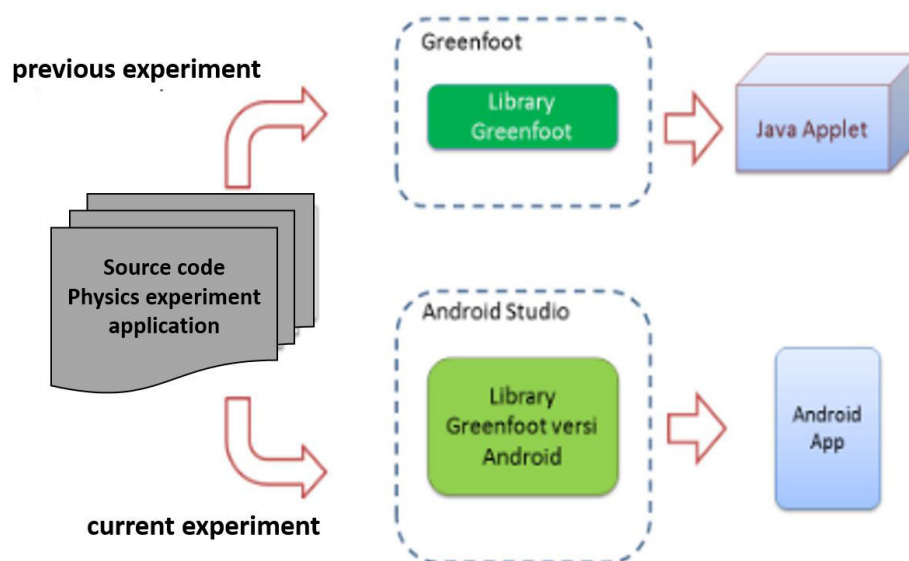 previous experiment
Greenfoot
Library
Greenfoot
Java Applet
Source code
Physics experiment
application
Android Studio
Library
Greenfoot versi
Android
Android
App
current experiment